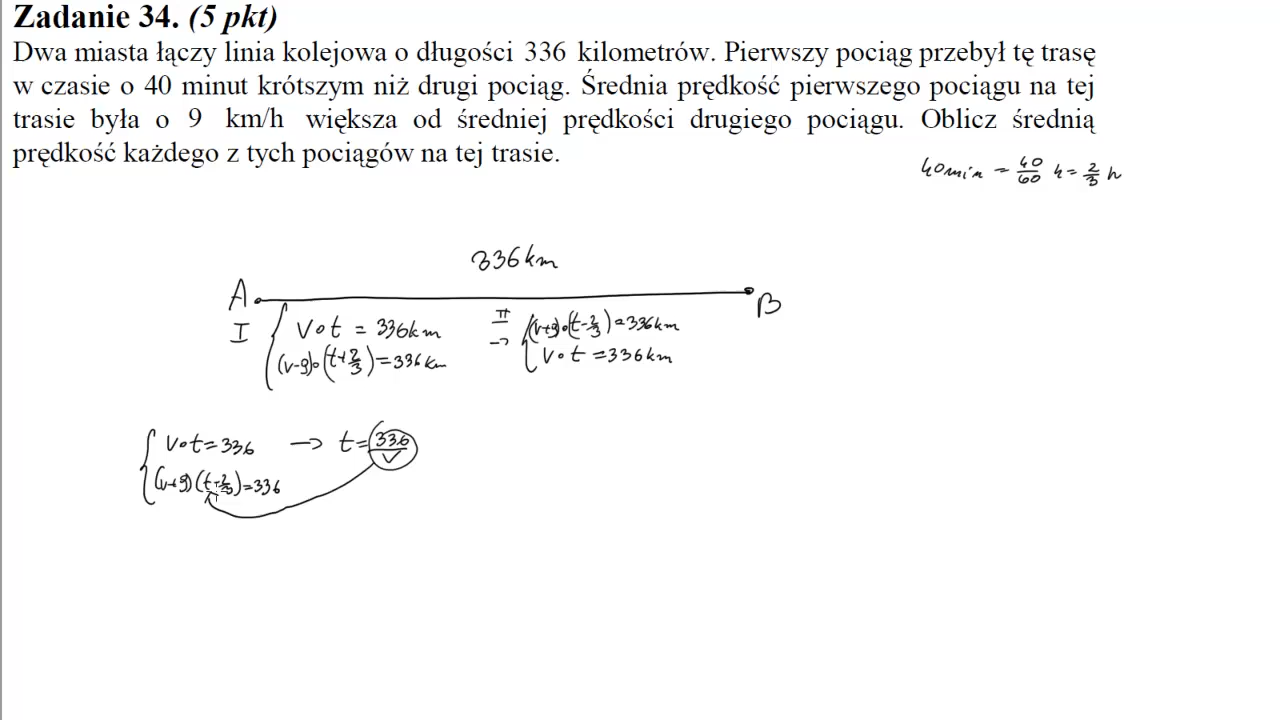 Zadanie 34. (5 pkt)
Dwa miasta łączy linia kolejowa o długości 336 kilometrów. Pierwszy pociąg przebył tę trasę
w czasie o 40 minut krótszym niż drugi pociąg. Średnia prędkość pierwszego pociągu na tej
trasie była o 9 km/h większa od średniej prędkości drugiego pociągu. Oblicz średnią
prędkość każdego z tych pociągów na tej trasie.
40min = 40/60 h = 2/3 h
336km
A B
I { v∘t = 336km
(v-9)∘(t+2/3) = 336km
II → { (v+9)∘(t-2/3) = 336km
v∘t = 336km
{ v∘t = 336 → t = 336/v
(v+9)(t-2/3) = 336